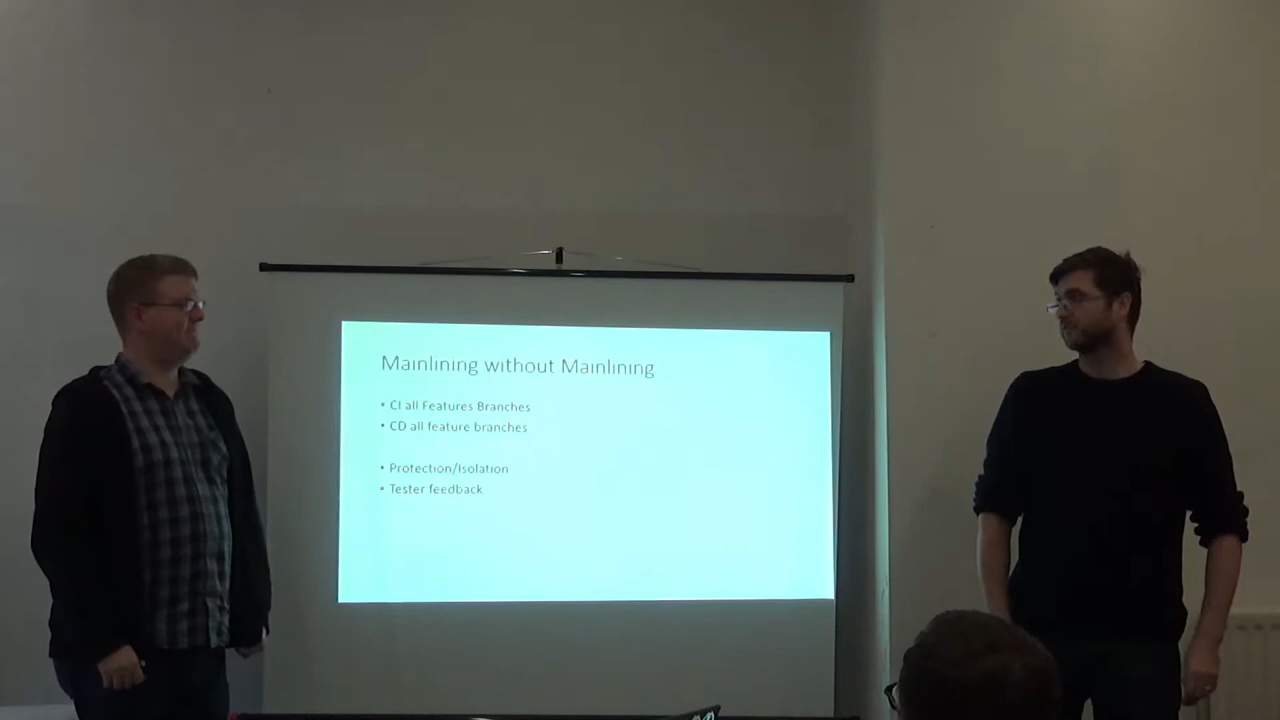 Mainlining without Mainlining
• CI all Features Branches
• CD all feature branches
• Protection/Isolation
• Tester feedback